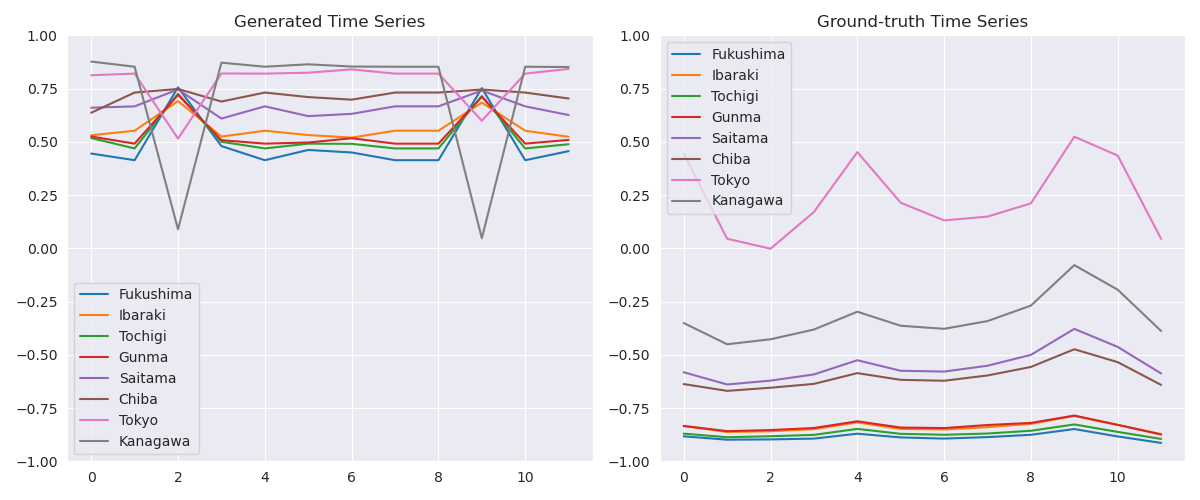 Generated Time Series
1.00
0.75
0.50
0.25
0.00
−0.25
−0.50
−0.75
−1.00
Fukushima
Ibaraki
Tochigi
Gunma
Saitama
Chiba
Tokyo
Kanagawa
0 2 4 6 8 10
Ground-truth Time Series
1.00
0.75
0.50
0.25
0.00
−0.25
−0.50
−0.75
−1.00
Fukushima
Ibaraki
Tochigi
Gunma
Saitama
Chiba
Tokyo
Kanagawa
0 2 4 6 8 10